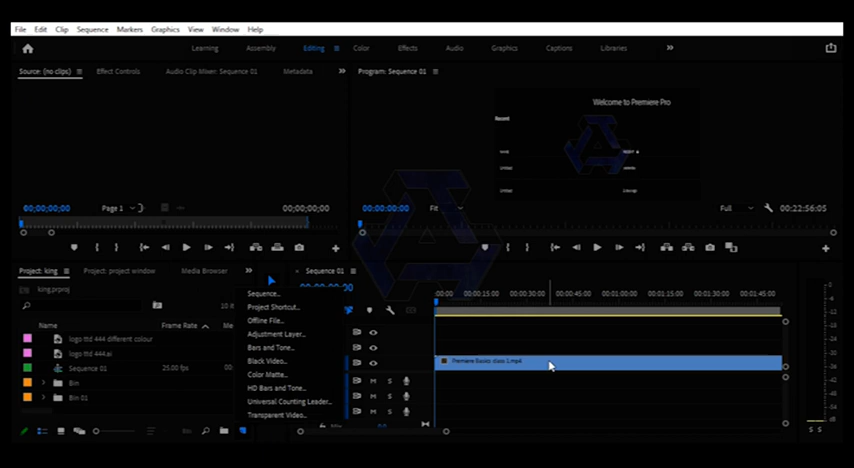 File Edit Clip Sequence Markers Graphics View Window Help
Learning Assembly Editing Color Effects Audio Graphics Captions Libraries
Source: (no clips) Effect Controls Audio Clip Mixer: Sequence 01 Metadata
Program: Sequence 01
Welcome to Premiere Pro
Recent
00;00;00;00 Page 1 00;00;00;00
00:00:00:00 Fit Full 00:22:56:05
Project: king Project: project window Media Browser
king.prproj
Name Frame Rate
logo ttd 444 different colour
logo ttd 444.ai
Sequence 01 25.00 fps
Bin
Bin 01
Sequence...
Project Shortcut...
Offline File...
Adjustment Layer...
Bars and Tone...
Black Video...
Color Matte...
HD Bars and Tone...
Universal Counting Leader...
Transparent Video...
Sequence 01
:00:00 00:00:15:00 00:00:30:00 00:00:45:00 00:01:00:00 00:01:15:00 00:01:30:00 00:01:45:00
Premiere Basics class 1.mp4
M S
M S
M S
S S